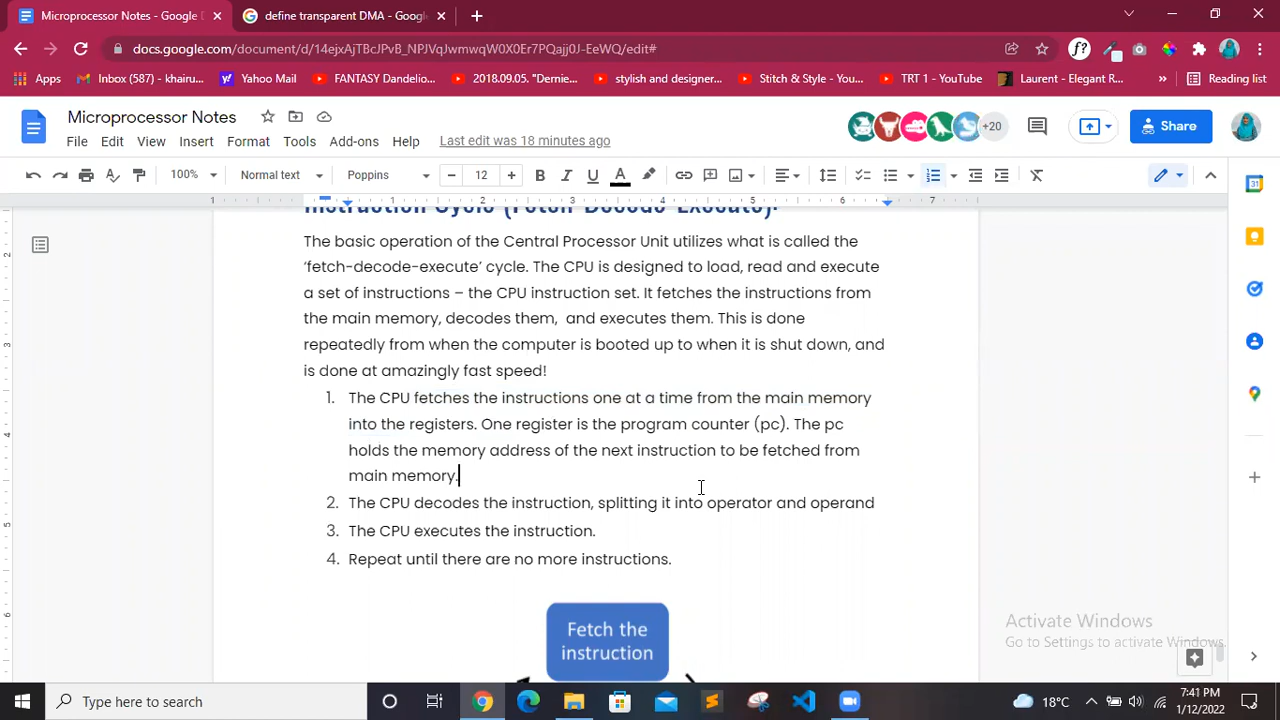 Microprocessor Notes - Google D
define transparent DMA - Google
docs.google.com/document/d/14ejxAjTBcJPvB_NPJVqJwmwqW0X0Er7PQajj0J-EeWQ/edit#
Apps
Inbox (587) - khairu...
Yahoo Mail
FANTASY Dandelio...
2018.09.05. "Dernie...
stylish and designer...
Stitch & Style - You...
TRT 1 - YouTube
Laurent - Elegant R...
Reading list
Microprocessor Notes
+20
Share
File Edit View Insert Format Tools Add-ons Help
Last edit was 18 minutes ago
100% Normal text Poppins 12
Instruction Cycle (Fetch-Decode-Execute):
The basic operation of the Central Processor Unit utilizes what is called the
‘fetch-decode-execute’ cycle. The CPU is designed to load, read and execute
a set of instructions – the CPU instruction set. It fetches the instructions from
the main memory, decodes them,  and executes them. This is done
repeatedly from when the computer is booted up to when it is shut down, and
is done at amazingly fast speed!
1. The CPU fetches the instructions one at a time from the main memory
into the registers. One register is the program counter (pc). The pc
holds the memory address of the next instruction to be fetched from
main memory.
2. The CPU decodes the instruction, splitting it into operator and operand
3. The CPU executes the instruction.
4. Repeat until there are no more instructions.
Fetch the
instruction
Activate Windows
Go to Settings to activate Windows.
Type here to search
18°C
7:41 PM
1/12/2022